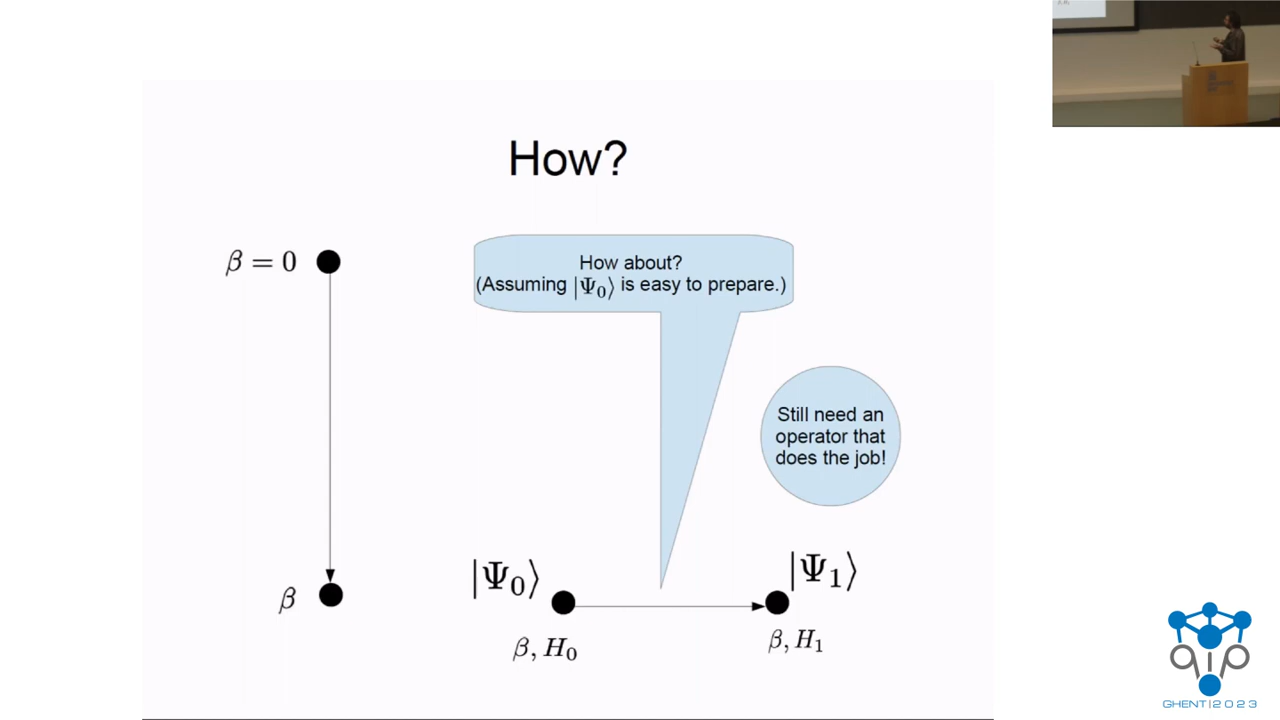 How?
β = 0
How about?
(Assuming |Ψ₀⟩ is easy to prepare.)
Still need an
operator that
does the job!
|Ψ₀⟩
|Ψ₁⟩
β
β, H₀
β, H₁
qip
GHENT|2023